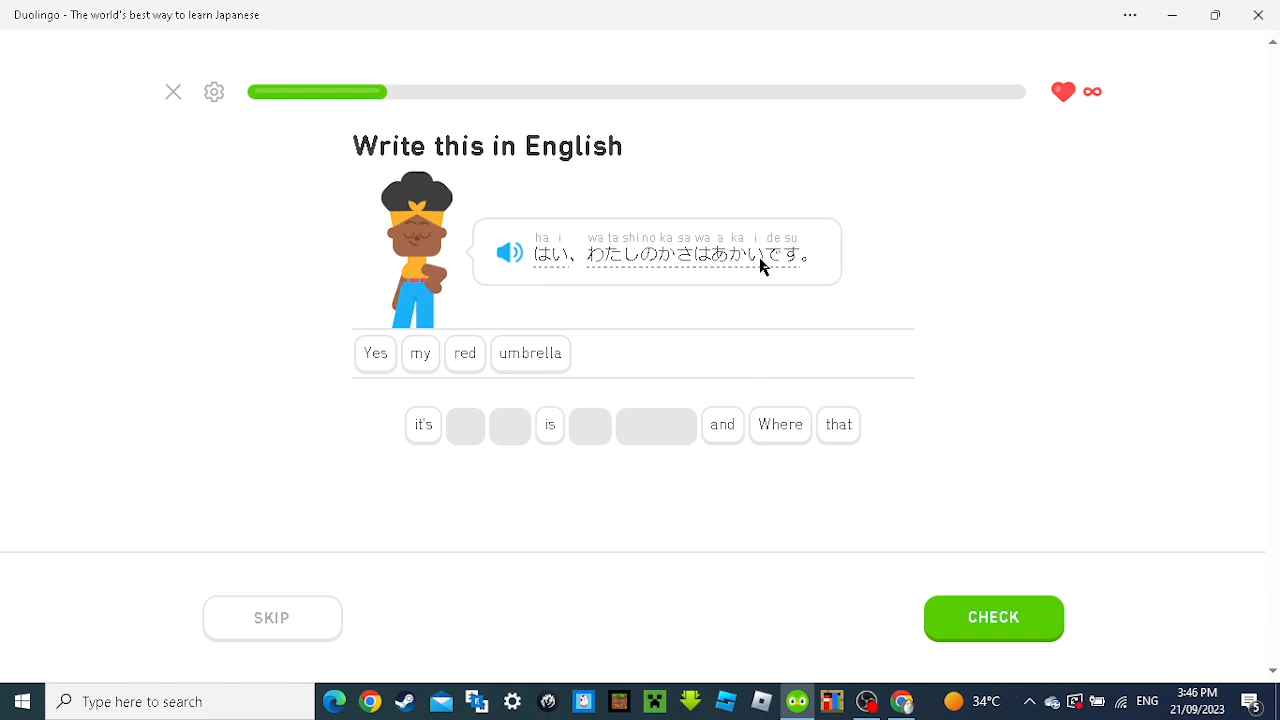 Duolingo - The world's best way to learn Japanese
Write this in English
ha i wa ta shi no ka sa wa a ka i de su
はい、わたしのかさはあかいです。
Yes my red umbrella
it's is and Where that
SKIP
CHECK
Type here to search
34°C
ENG
3:46 PM
21/09/2023
5